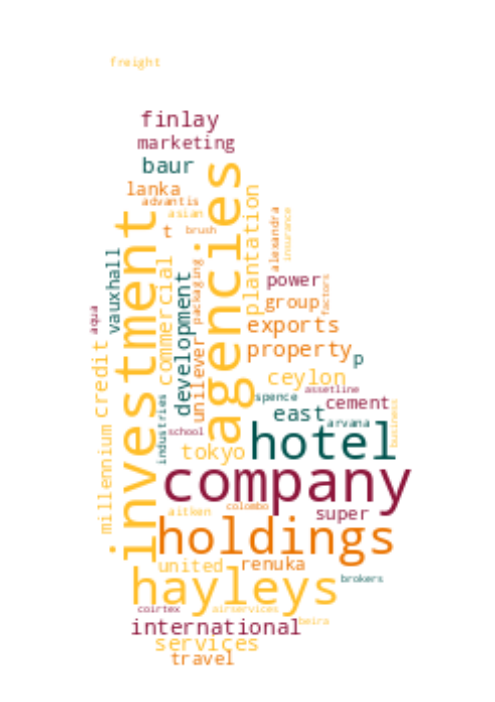 freight
finlay
marketing
baur
lanka
advantis
asian
t
brush
agencies
investment
plantation
alexandra
insurance
vauxhall
commercial
packaging
development
unilever
power
factors
group
aqua
exports
property
p
credit
ceylon
assetline
spence
cement
business
east
arvana
industries
school
hotel
tokyo
millennium
company
aitken
colombo
super
holdings
united
renuka
hayleys
brokers
coirtex
airservices
beira
international
services
travel